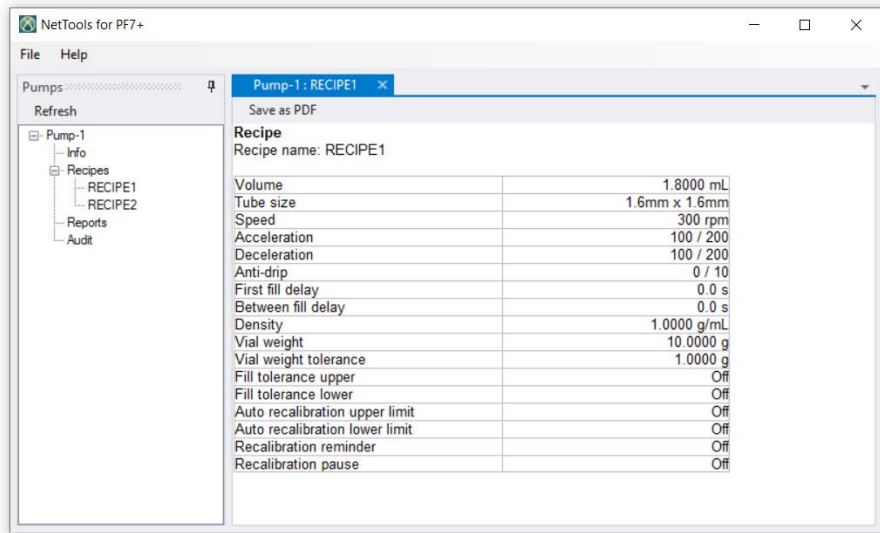 NetTools for PF7+
File Help
Pumps
Refresh
Pump-1
Info
Recipes
RECIPE1
RECIPE2
Reports
Audit
Pump-1 : RECIPE1
Save as PDF
Recipe
Recipe name: RECIPE1
Volume 1.8000 mL
Tube size 1.6mm x 1.6mm
Speed 300 rpm
Acceleration 100 / 200
Deceleration 100 / 200
Anti-drip 0 / 10
First fill delay 0.0 s
Between fill delay 0.0 s
Density 1.0000 g/mL
Vial weight 10.0000 g
Vial weight tolerance 1.0000 g
Fill tolerance upper Off
Fill tolerance lower Off
Auto recalibration upper limit Off
Auto recalibration lower limit Off
Recalibration reminder Off
Recalibration pause Off